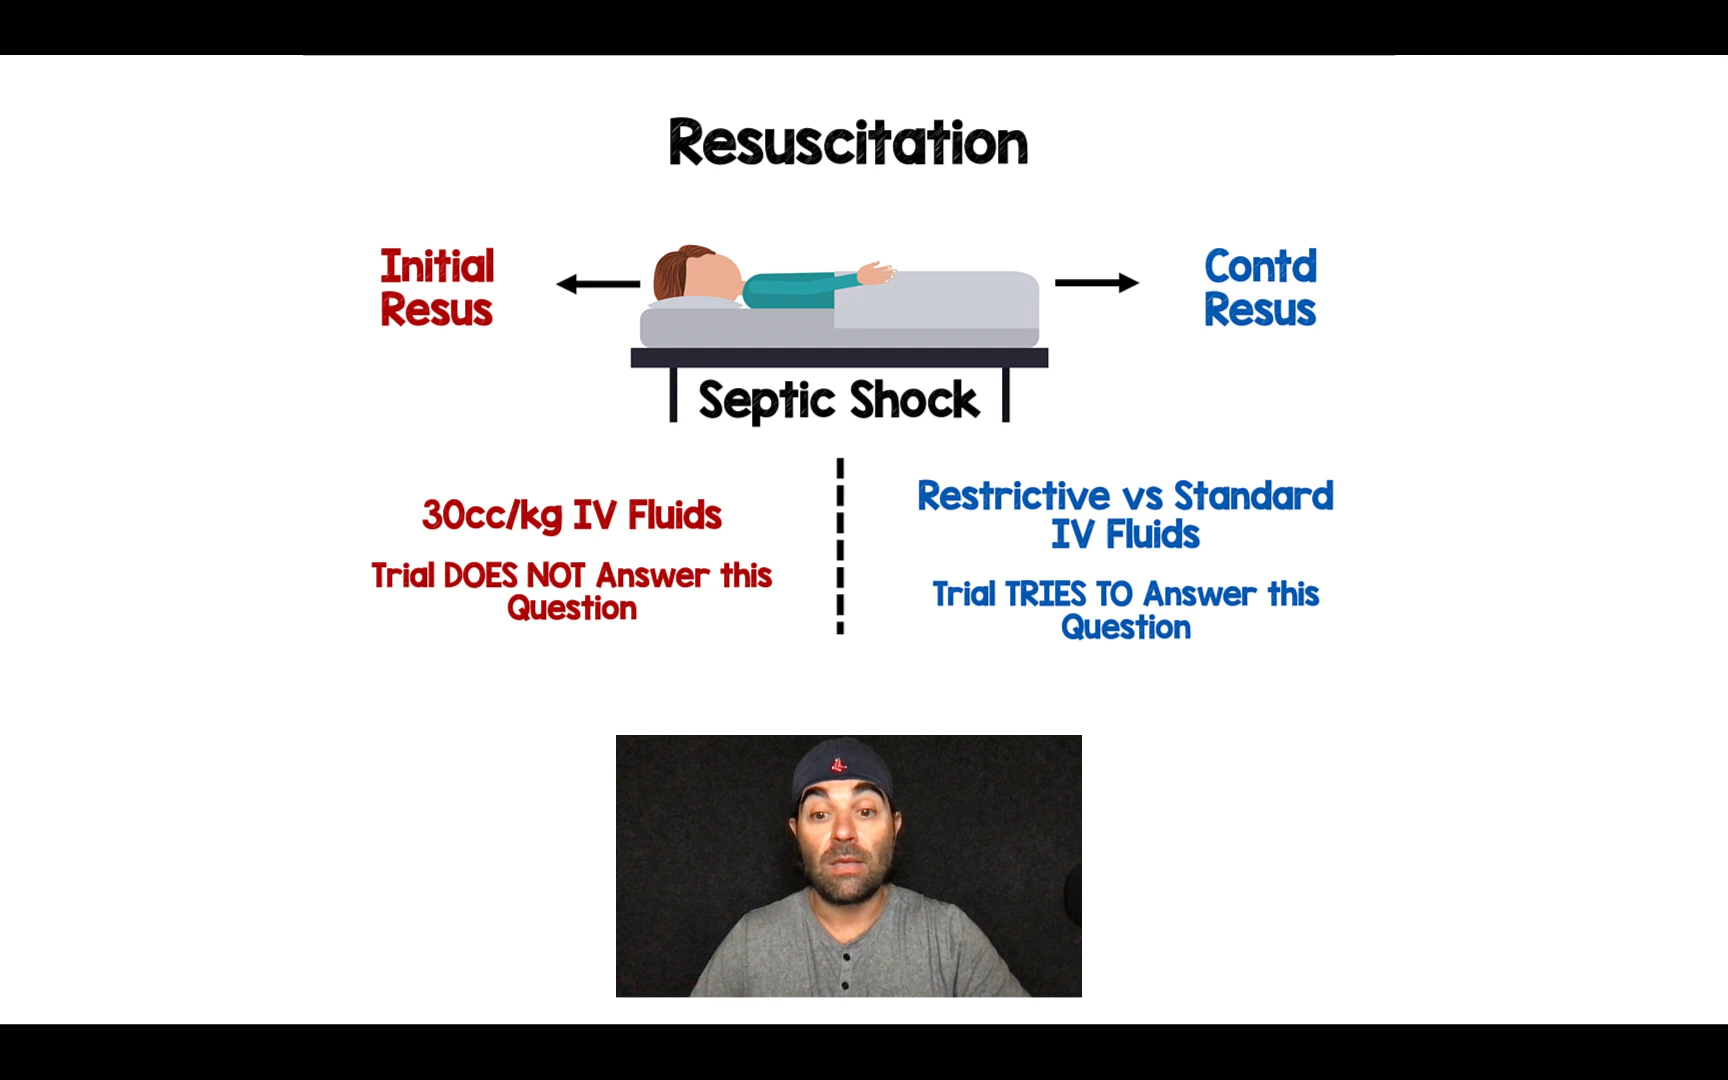 Resuscitation
Initial
Resus
Contd
Resus
Septic Shock
30cc/kg IV Fluids
Trial DOES NOT Answer this
Question
Restrictive vs Standard
IV Fluids
Trial TRIES TO Answer this
Question